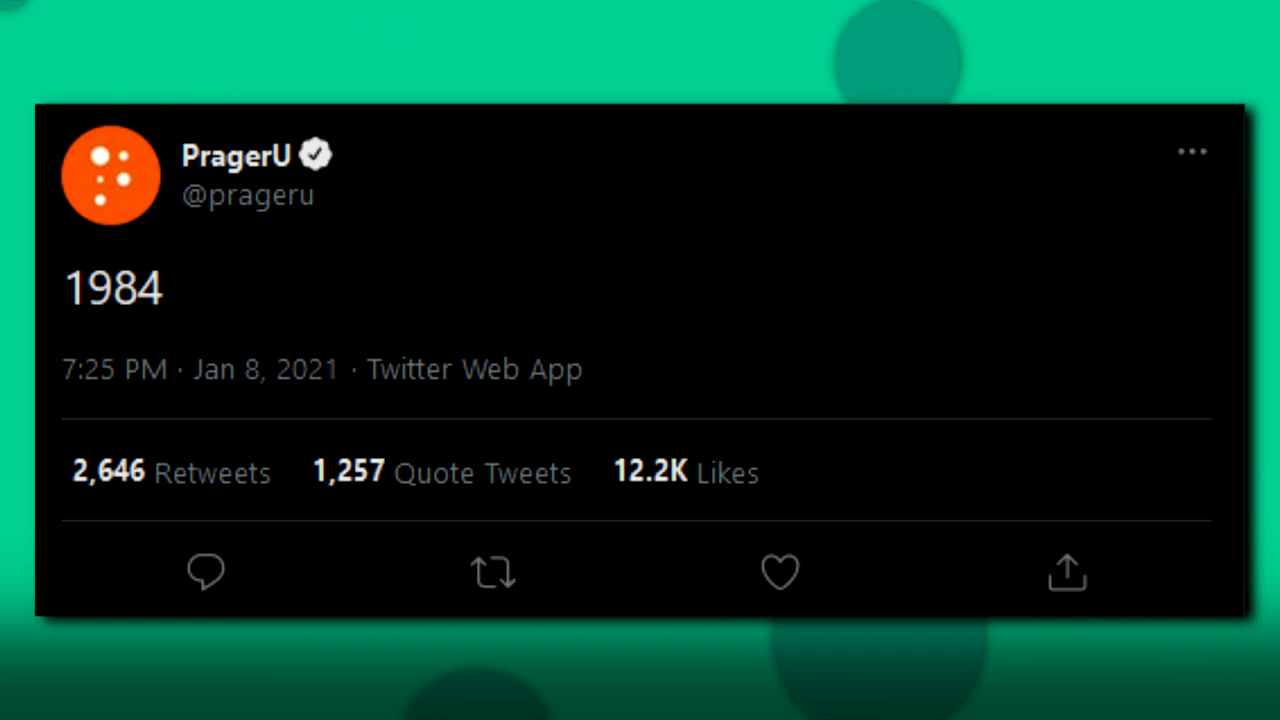 PragerU
@prageru
1984
7:25 PM · Jan 8, 2021 · Twitter Web App
2,646 Retweets 1,257 Quote Tweets 12.2K Likes